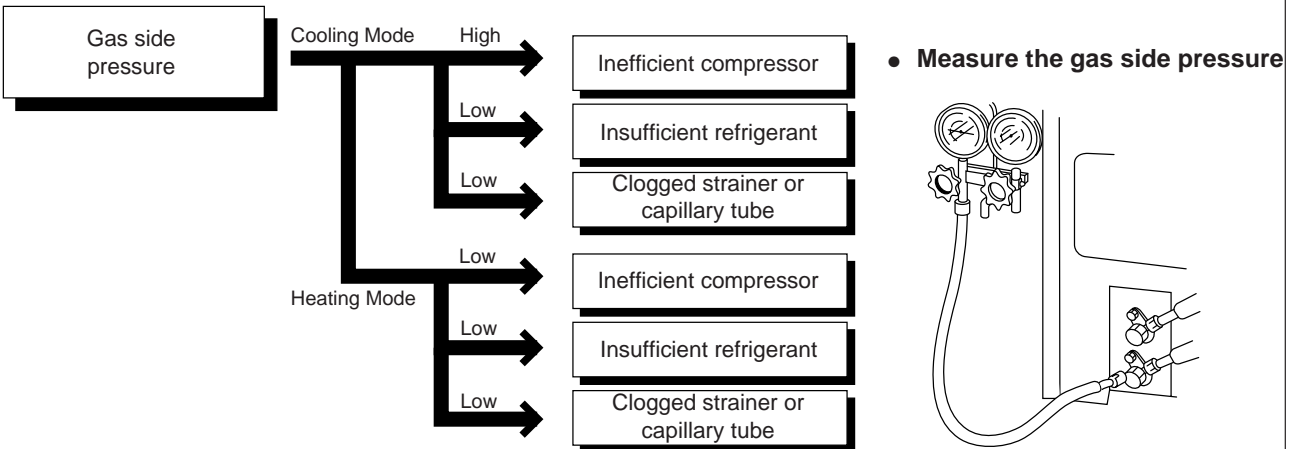 Gas side
pressure
Cooling Mode
High
Inefficient compressor
Low
Insufficient refrigerant
Low
Clogged strainer or
capillary tube
Heating Mode
Low
Inefficient compressor
Low
Insufficient refrigerant
Low
Clogged strainer or
capillary tube
● Measure the gas side pressure